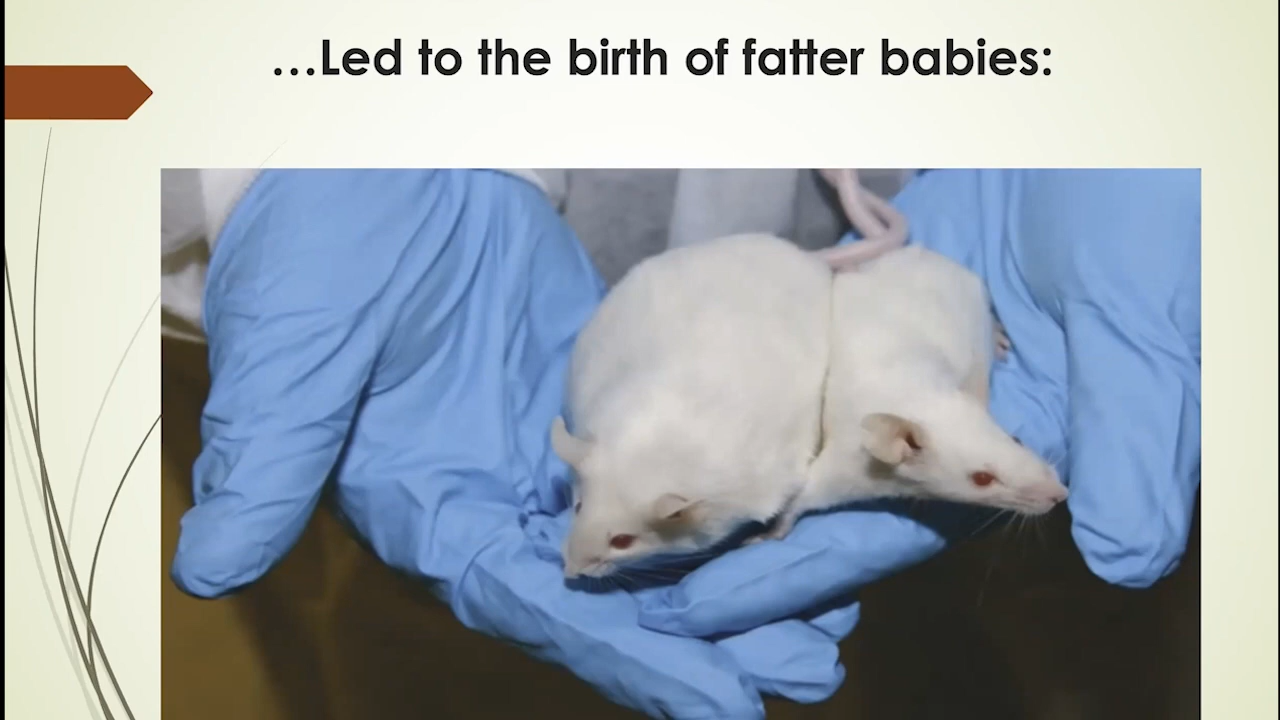 …Led to the birth of fatter babies: